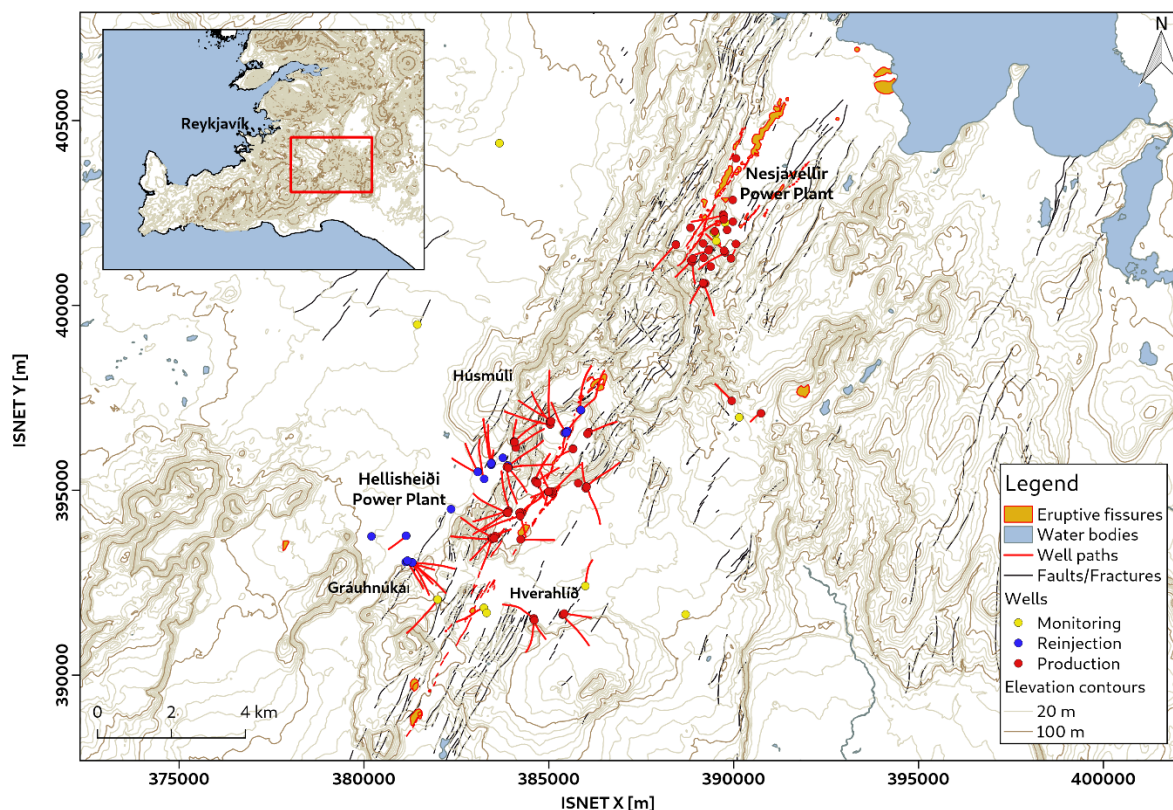 N
Reykjavík
405000
400000
395000
390000
ISNET Y [m]
Nesjavellir
Power Plant
Húsmúli
Hellisheiði
Power Plant
Gráuhnúkar
Hverahlíð
Legend
Eruptive fissures
Water bodies
Well paths
Faults/Fractures
Wells
Monitoring
Reinjection
Production
Elevation contours
20 m
100 m
0 2 4 km
375000 380000 385000 390000 395000 400000
ISNET X [m]